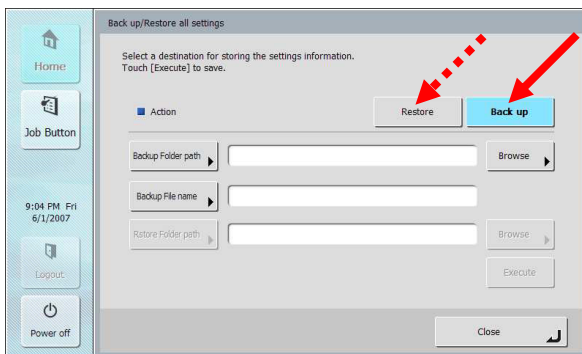 Back up/Restore all settings
Home
Select a destination for storing the settings information.
Touch [Execute] to save.
Job Button
Action
Restore
Back up
Backup Folder path
Browse
Backup File name
9:04 PM Fri
6/1/2007
Rstore Folder path
Browse
Logout
Execute
Power off
Close